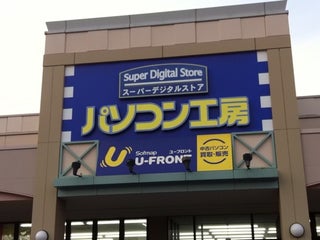 Super Digital Store
スーパーデジタルストア
パソコン工房
Sofmap ユーフロント
U-FRONT
中古パソコン
買取・販売